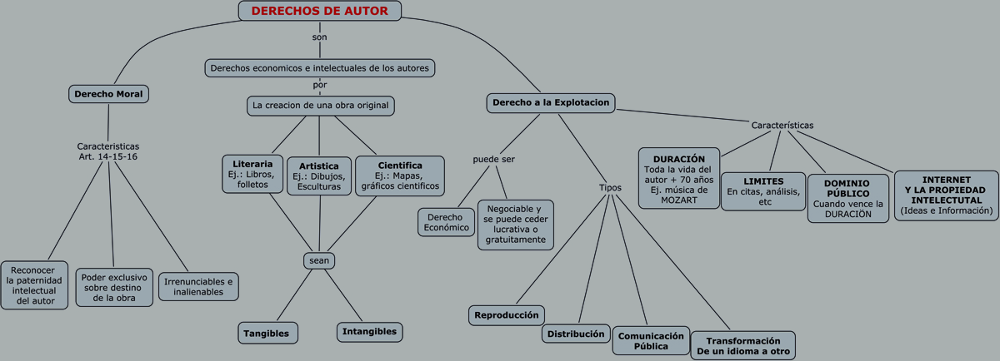 DERECHOS DE AUTOR
son
Derechos economicos e intelectuales de los autores
por
La creacion de una obra original
Derecho Moral
Caracteristicas
Art. 14-15-16
Reconocer
la paternidad
intelectual
del autor
Poder exclusivo
sobre destino
de la obra
Irrenunciables e
inalienables
Literaria
Ej.: Libros,
folletos
Artistica
Ej.: Dibujos,
Esculturas
Cientifica
Ej.: Mapas,
gráficos cientificos
sean
Tangibles
Intangibles
Derecho a la Explotacion
puede ser
Derecho
Económico
Negociable y
se puede ceder
lucrativa o
gratuitamente
Tipos
Reproducción
Distribución
Comunicación
Pública
Transformación
De un idioma a otro
Características
DURACIÓN
Toda la vida del
autor + 70 años
Ej. música de
MOZART
LIMITES
En citas, análisis,
etc
DOMINIO
PÚBLICO
Cuando vence la
DURACIÖN
INTERNET
Y LA PROPIEDAD
INTELECTUTAL
(Ideas e Información)